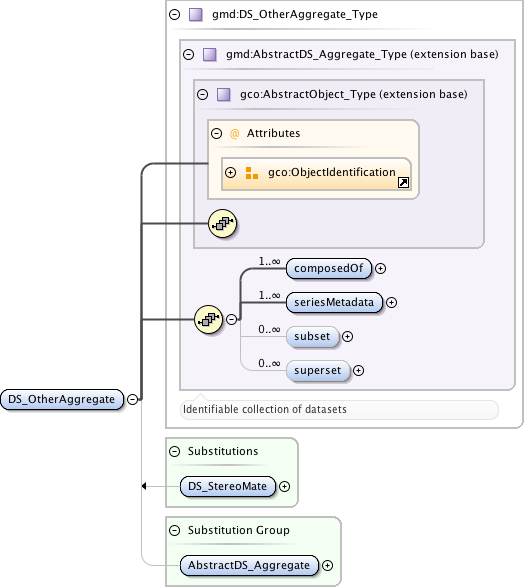 gmd:DS_OtherAggregate_Type
gmd:AbstractDS_Aggregate_Type (extension base)
gco:AbstractObject_Type (extension base)
@ Attributes
gco:ObjectIdentification
1..∞
composedOf
1..∞
seriesMetadata
0..∞
subset
0..∞
superset
DS_OtherAggregate
Identifiable collection of datasets
Substitutions
DS_StereoMate
Substitution Group
AbstractDS_Aggregate